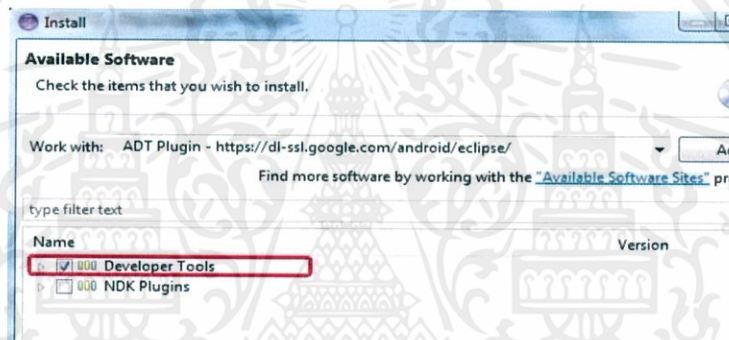 Install
Available Software
Check the items that you wish to install.
Work with: ADT Plugin - https://dl-ssl.google.com/android/eclipse/
Find more software by working with the "Available Software Sites"
type filter text
Name Version
Developer Tools
NDK Plugins